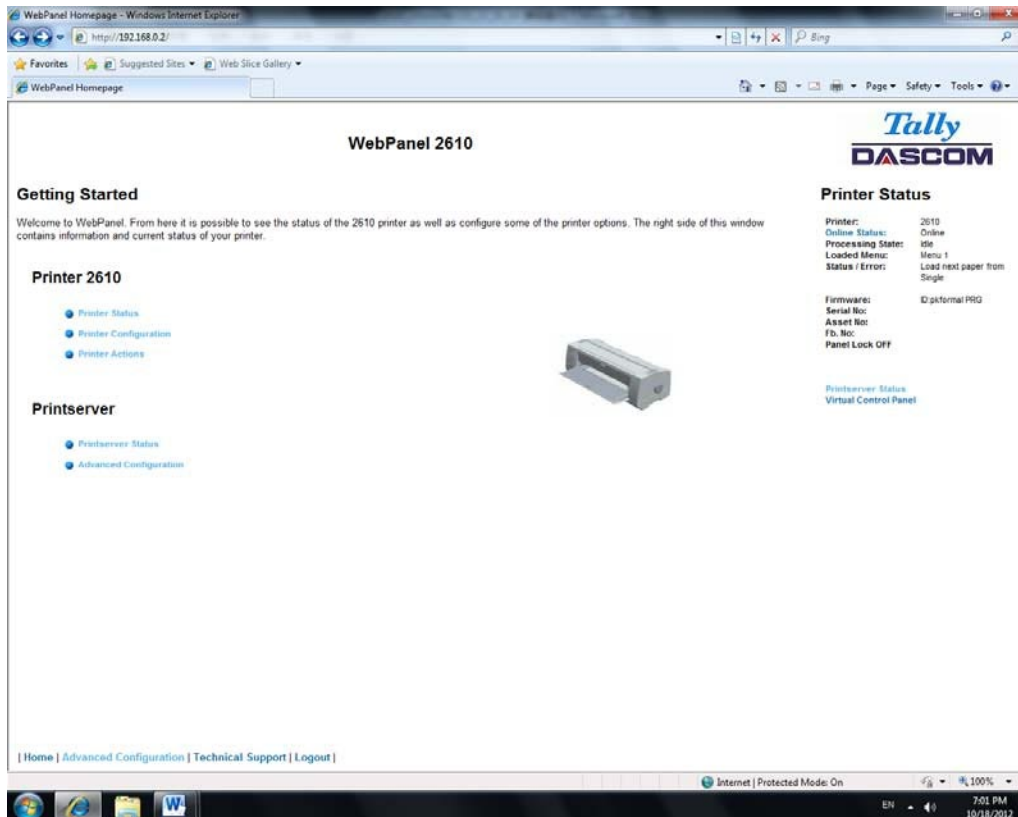 WebPanel Homepage - Windows Internet Explorer
http://192.168.0.2/
Bing
Favorites Suggested Sites Web Slice Gallery
WebPanel Homepage
Page Safety Tools
Tally
DASCOM
WebPanel 2610
Getting Started
Welcome to WebPanel. From here it is possible to see the status of the 2610 printer as well as configure some of the printer options. The right side of this window
contains information and current status of your printer.
Printer 2610
Printer Status
Printer Configuration
Printer Actions
Printserver
Printserver Status
Advanced Configuration
Printer Status
Printer: 2610
Online Status: Online
Processing State: Idle
Loaded Menu: Menu 1
Status / Error: Load next paper from
Single
Firmware: ID:pkformal PRG
Serial No:
Asset No:
Fb. No:
Panel Lock OFF
Printserver Status
Virtual Control Panel
| Home | Advanced Configuration | Technical Support | Logout |
Internet | Protected Mode: On 100%
W
EN 7:01 PM
10/18/2012